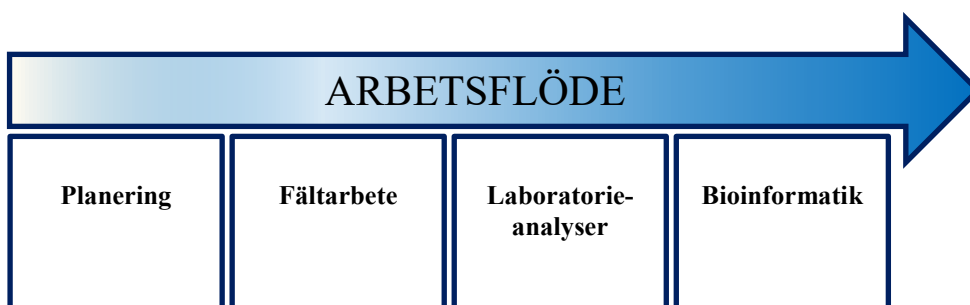 ARBETSFLÖDE
Planering
Fältarbete
Laboratorie-
analyser
Bioinformatik